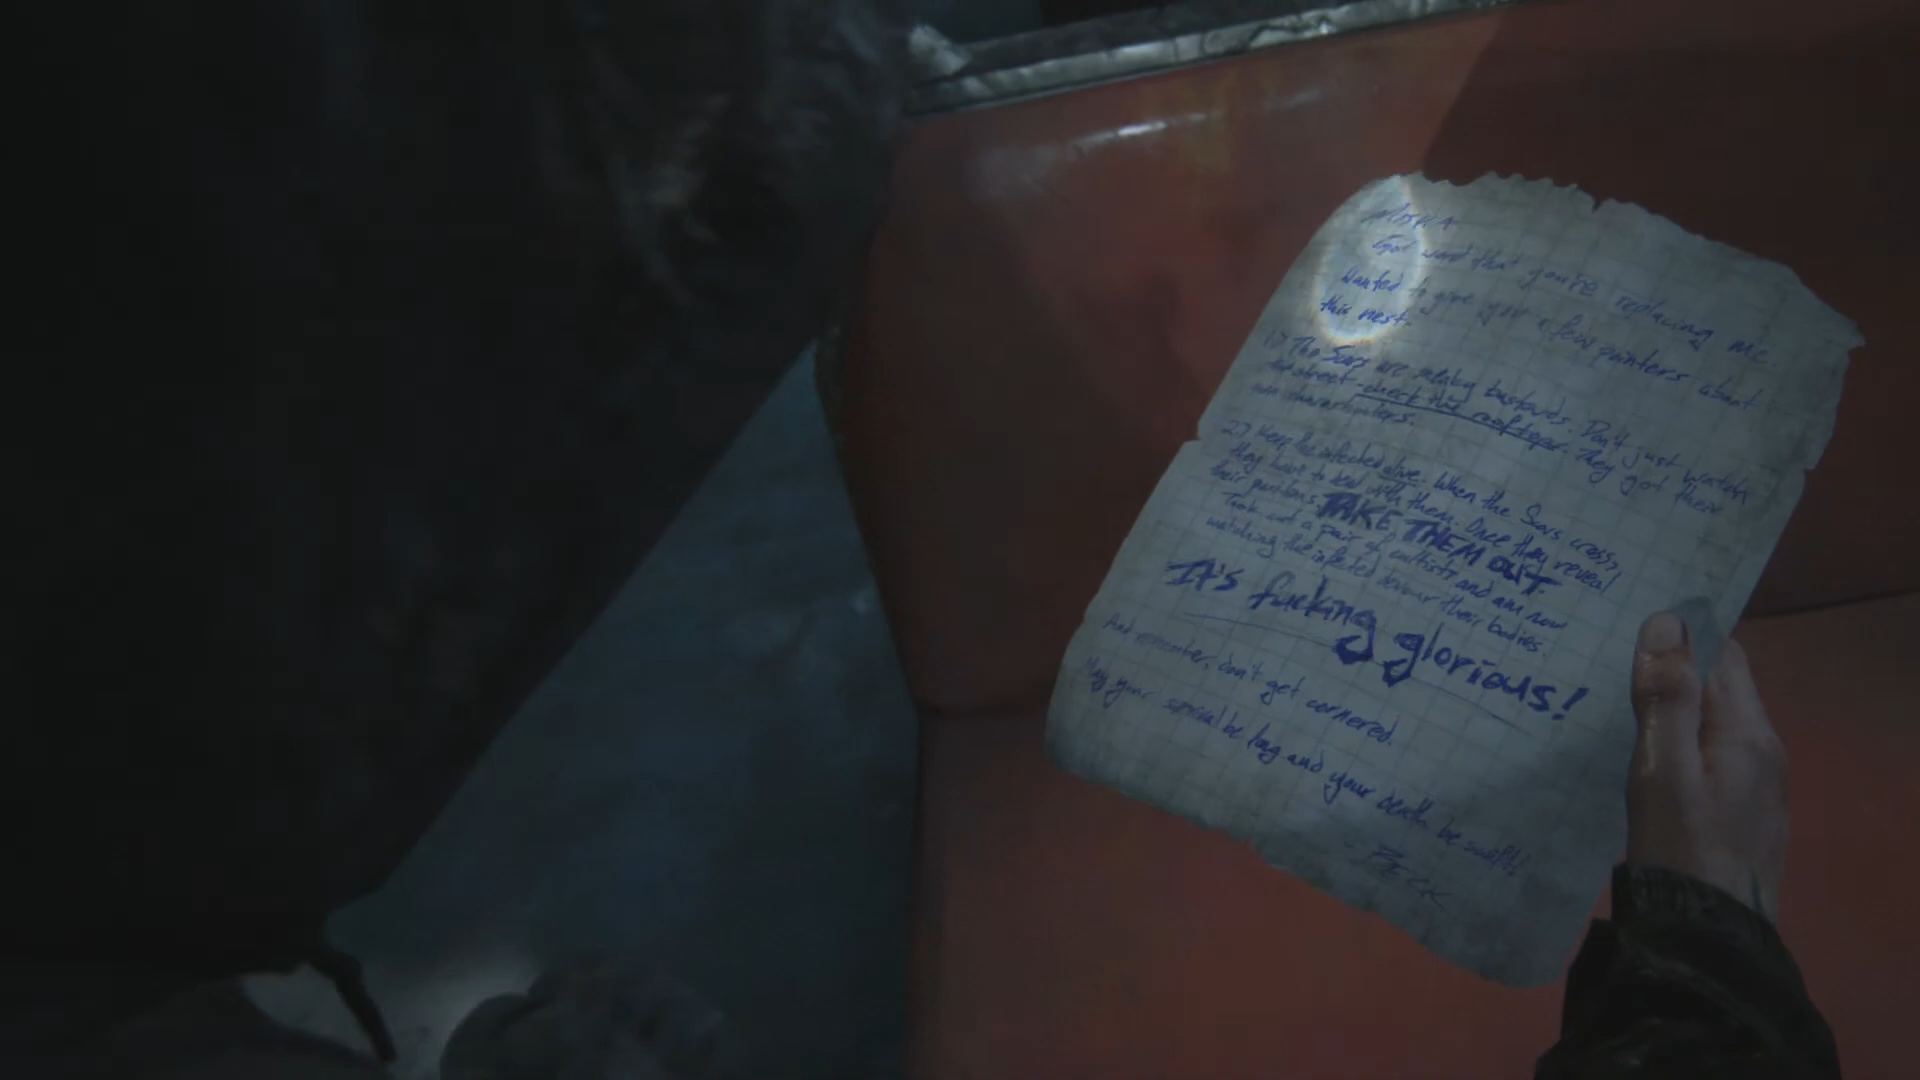 Misha
Got word that you're replacing me.
Wanted to give you a few pointers about
this nest.
1) The Scars are sneaky bastards. Don't just watch
the street - check the rooftops. They got their
own sharpshooters.
2) Keep the infected alive. When the Scars cross,
they have to deal with them. Once they reveal
their positions, TAKE THEM OUT.
Took out a pair of cultists and am now
watching the infected devour their bodies.
It's fucking glorious!
And remember, don't get cornered.
May your survival be long and your death be swift!
- BECK